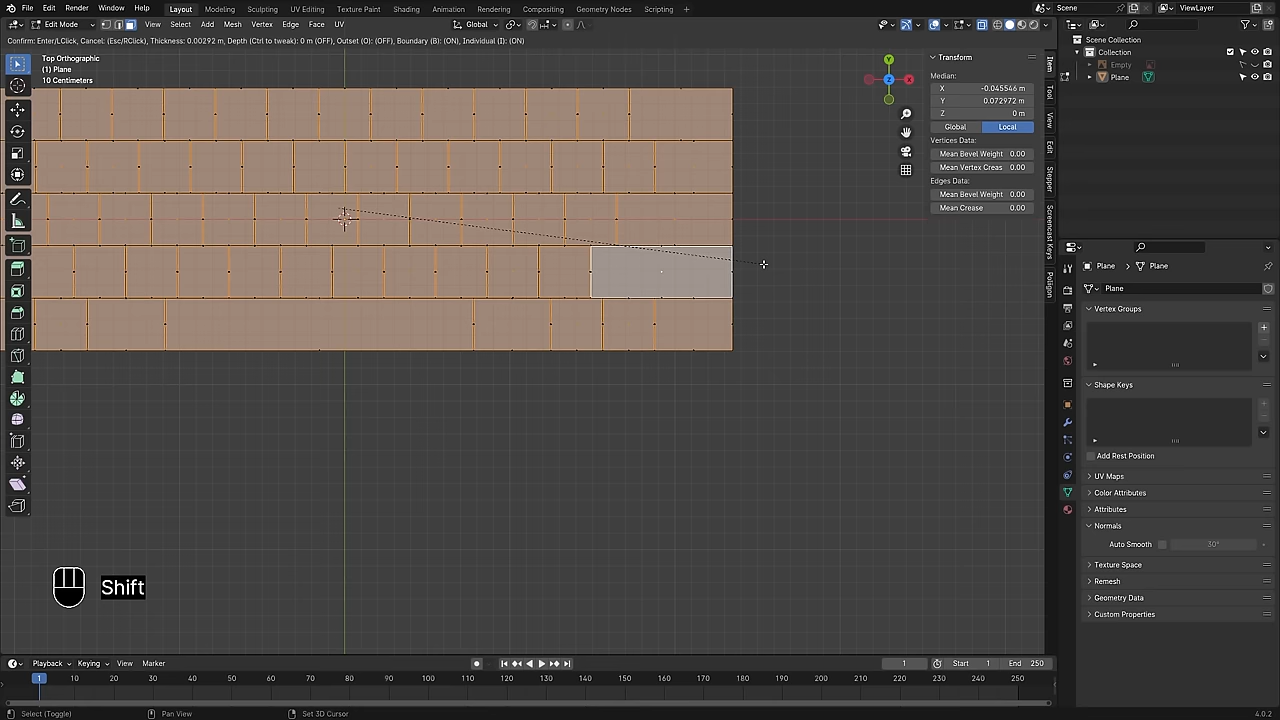 File Edit Render Window Help Layout Modeling Sculpting UV Editing Texture Paint Shading Animation Rendering Compositing Geometry Nodes Scripting + Scene ViewLayer
Edit Mode View Select Add Mesh Vertex Edge Face UV Global
Confirm: Enter/LClick, Cancel: (Esc/RClick), Thickness: 0.00292 m, Depth (Ctrl to tweak): 0 m (OFF), Outset (O): (OFF), Boundary (B): (ON), Individual (I): (ON)
Top Orthographic
(1) Plane
10 Centimeters
Y
X
Z
Transform
Median:
X -0.045546 m
Y 0.072972 m
Z 0 m
Global Local
Vertices Data:
Mean Bevel Weight 0.00
Mean Vertex Creas 0.00
Edges Data:
Mean Bevel Weight 0.00
Mean Crease 0.00
Item
Tool
View
Edit
Stepper
Screencast Keys
Poliigon
Scene Collection
Collection
Empty
Plane
Plane Plane
Plane
Vertex Groups
Shape Keys
Add Rest Position
UV Maps
Color Attributes
Attributes
Normals
Auto Smooth 30°
Texture Space
Remesh
Geometry Data
Custom Properties
Shift
Playback Keying View Marker 1 Start 1 End 250
1 10 20 30 40 50 60 70 80 90 100 110 120 130 140 150 160 170 180 190 200 210 220 230 240 250
Select (Toggle) Pan View Set 3D Cursor 4.0.2